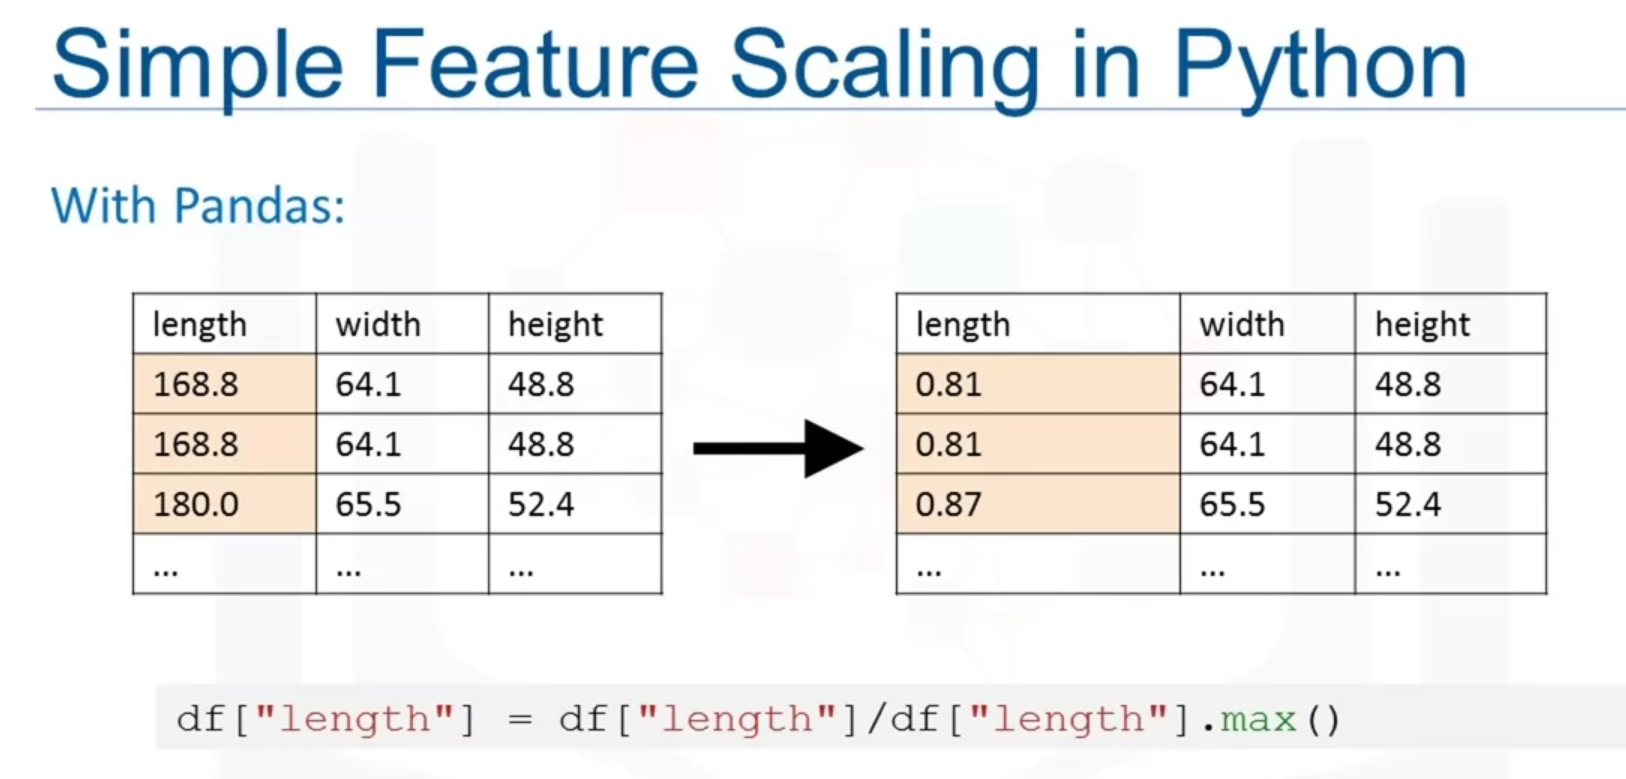 Simple Feature Scaling in Python
With Pandas:
length width height
168.8 64.1 48.8
168.8 64.1 48.8
180.0 65.5 52.4
... ... ...
length width height
0.81 64.1 48.8
0.81 64.1 48.8
0.87 65.5 52.4
... ... ...
df["length"] = df["length"]/df["length"].max()